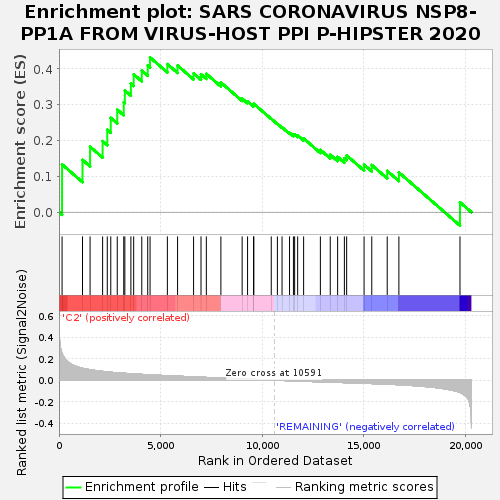 Enrichment plot: SARS CORONAVIRUS NSP8-
PP1A FROM VIRUS-HOST PPI P-HIPSTER 2020
Enrichment score (ES)
0.4
0.3
0.2
0.1
0.0
'C2' (positively correlated)
Ranked list metric (Signal2Noise)
0.6
0.4
0.2
0.0
-0.2
-0.4
Zero cross at 10591
'REMAINING' (negatively correlated)
0
5,000
10,000
15,000
20,000
Rank in Ordered Dataset
Enrichment profile
Hits
Ranking metric scores